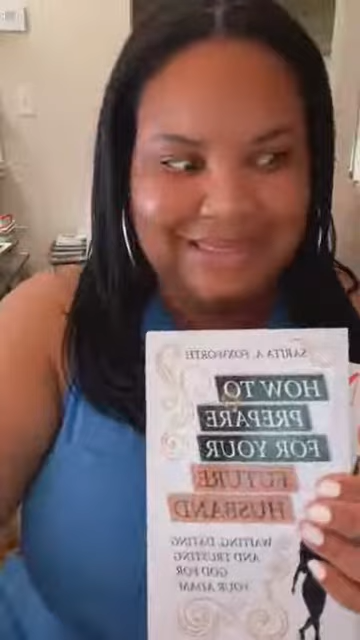 SARITA A. FOXWORTH
HOW TO
PREPARE
FOR YOUR
FUTURE
HUSBAND
WAITING, DATING
AND TRUSTING
GOD FOR
YOUR ADAM